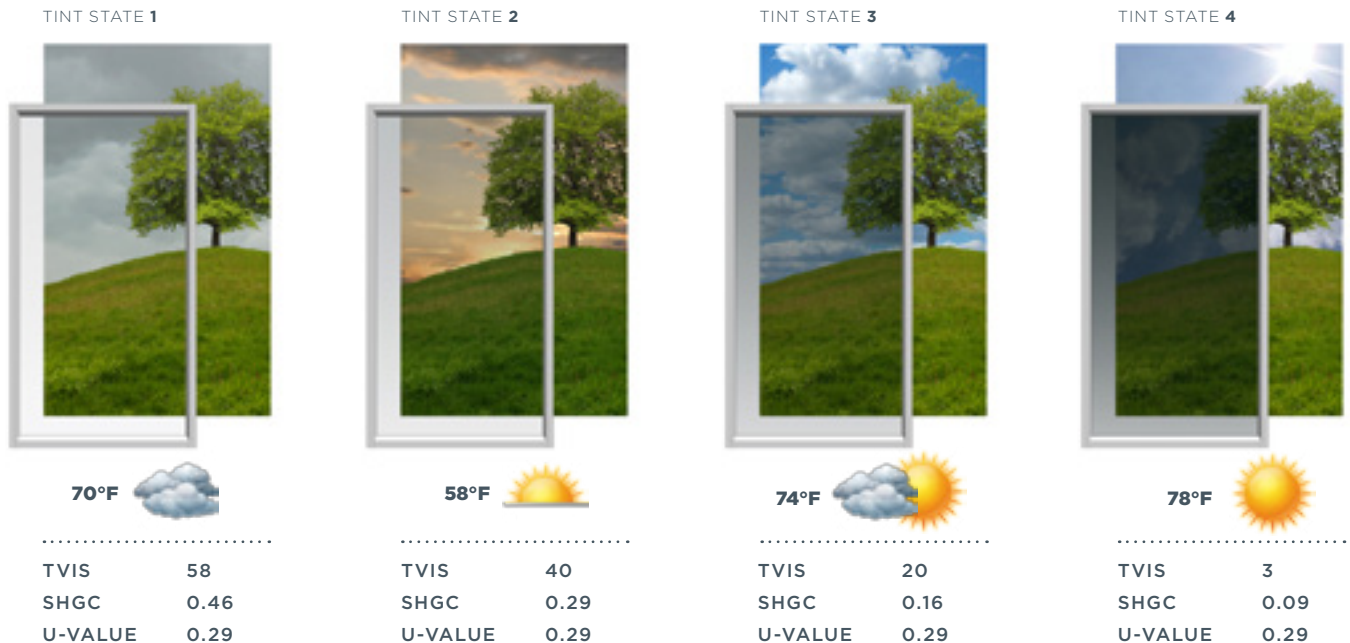 TINT STATE 1
TINT STATE 2
TINT STATE 3
TINT STATE 4
70°F
58°F
74°F
78°F
TVIS 58
SHGC 0.46
U-VALUE 0.29
TVIS 40
SHGC 0.29
U-VALUE 0.29
TVIS 20
SHGC 0.16
U-VALUE 0.29
TVIS 3
SHGC 0.09
U-VALUE 0.29